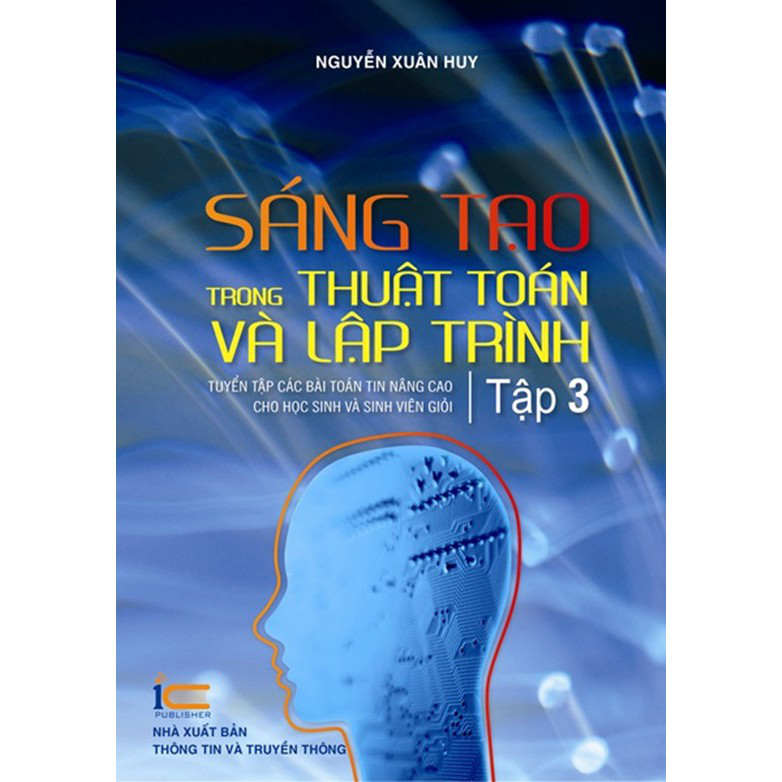 NGUYỄN XUÂN HUY
SÁNG TẠO
TRONG THUẬT TOÁN
VÀ LẬP TRÌNH
TUYỂN TẬP CÁC BÀI TOÁN TIN NÂNG CAO
CHO HỌC SINH VÀ SINH VIÊN GIỎI
Tập 3
iC
PUBLISHER
NHÀ XUẤT BẢN
THÔNG TIN VÀ TRUYỀN THÔNG